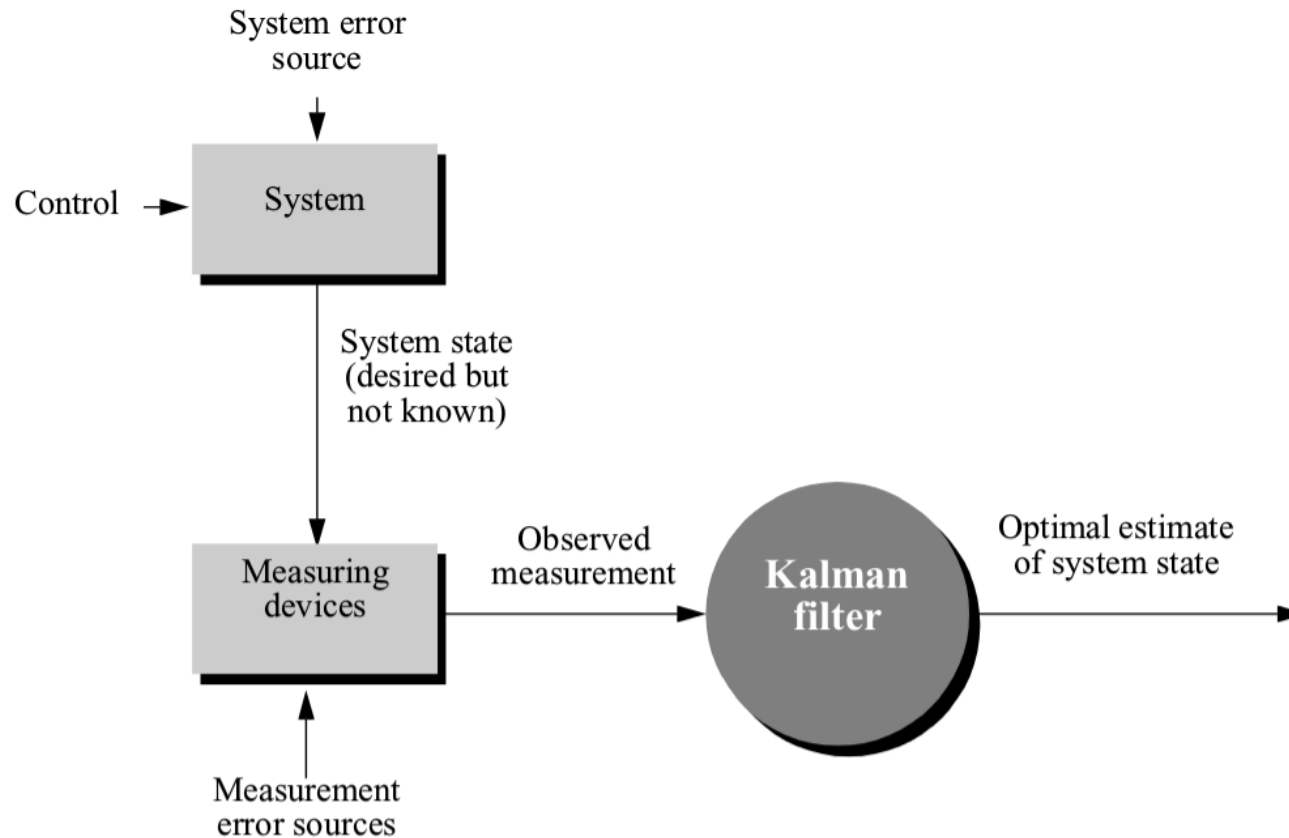 System error
source
Control
System
System state
(desired but
not known)
Measuring
devices
Observed
measurement
Kalman
filter
Optimal estimate
of system state
Measurement
error sources